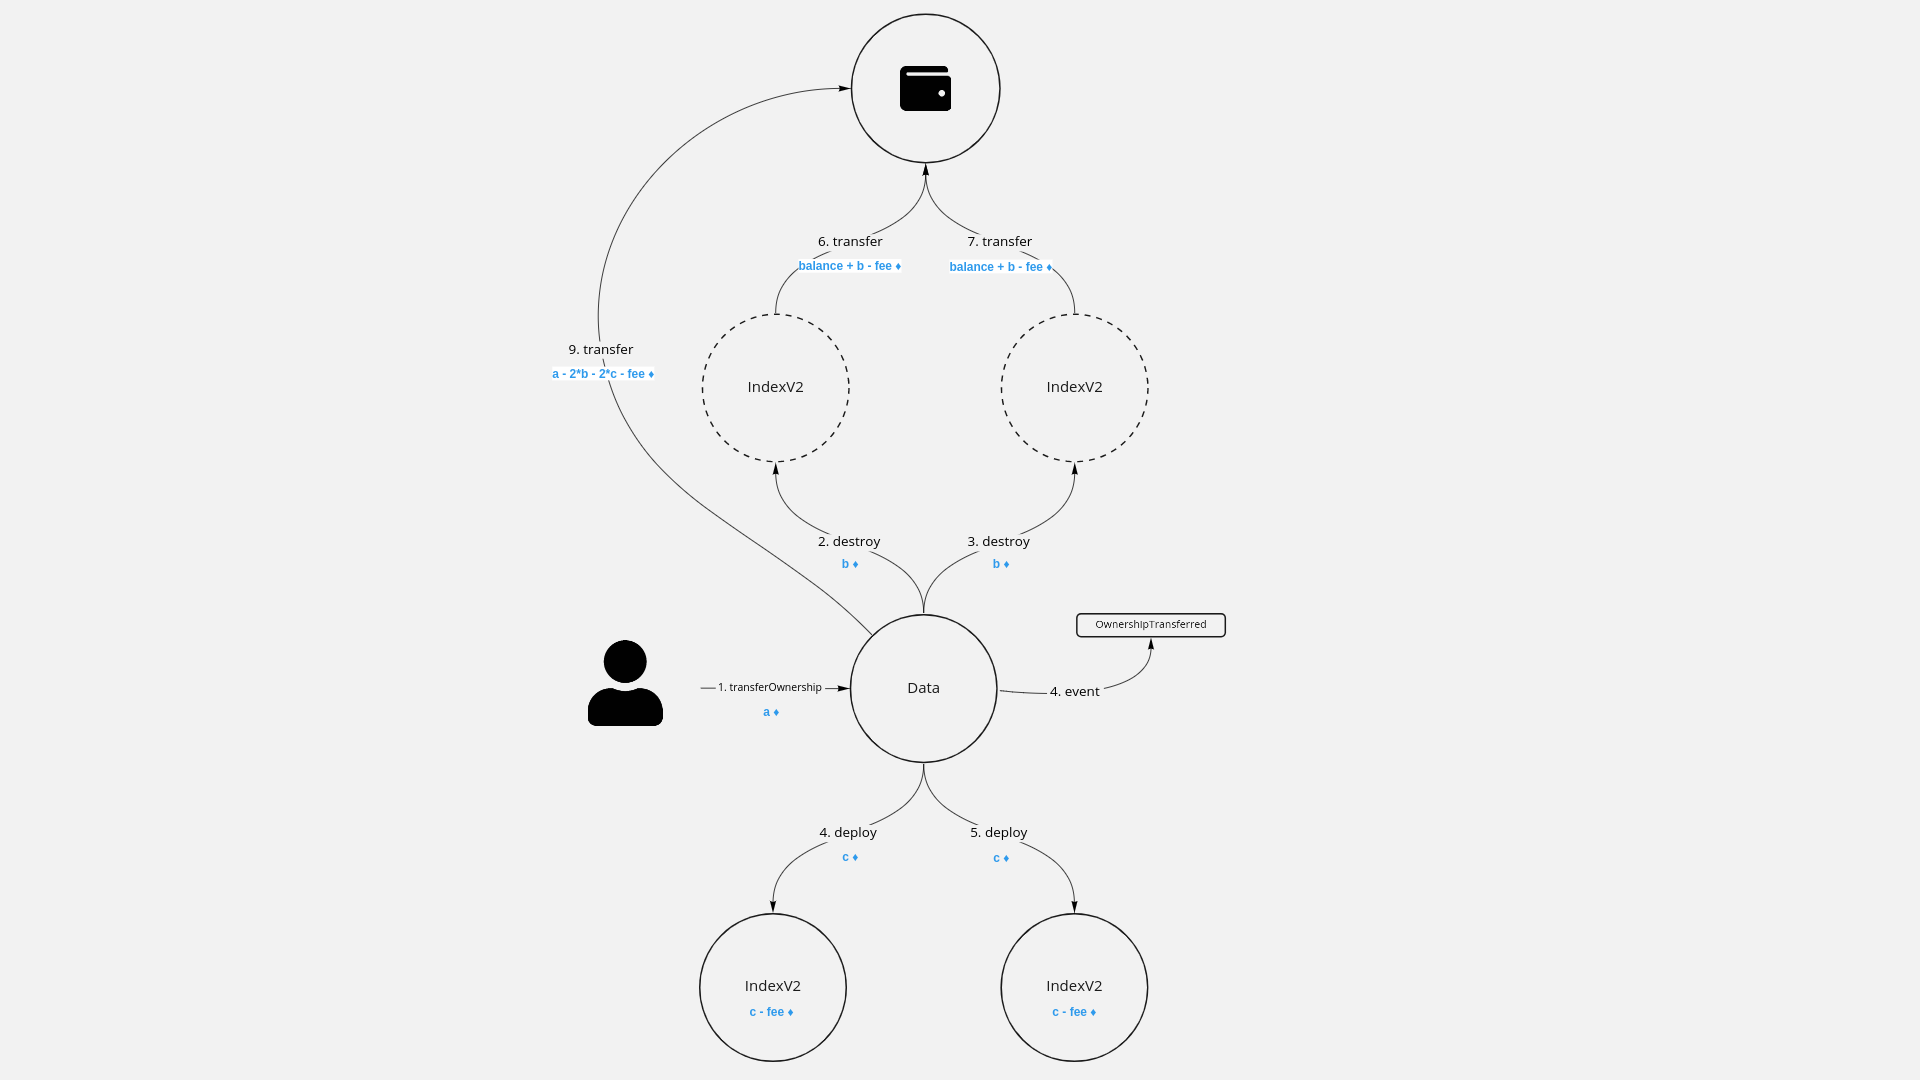 6. transfer
balance + b - fee ♦
7. transfer
balance + b - fee ♦
9. transfer
a - 2*b - 2*c - fee ♦
IndexV2
IndexV2
2. destroy
b ♦
3. destroy
b ♦
OwnershipTransferred
1. transferOwnership
a ♦
Data
4. event
4. deploy
c ♦
5. deploy
c ♦
IndexV2
c - fee ♦
IndexV2
c - fee ♦